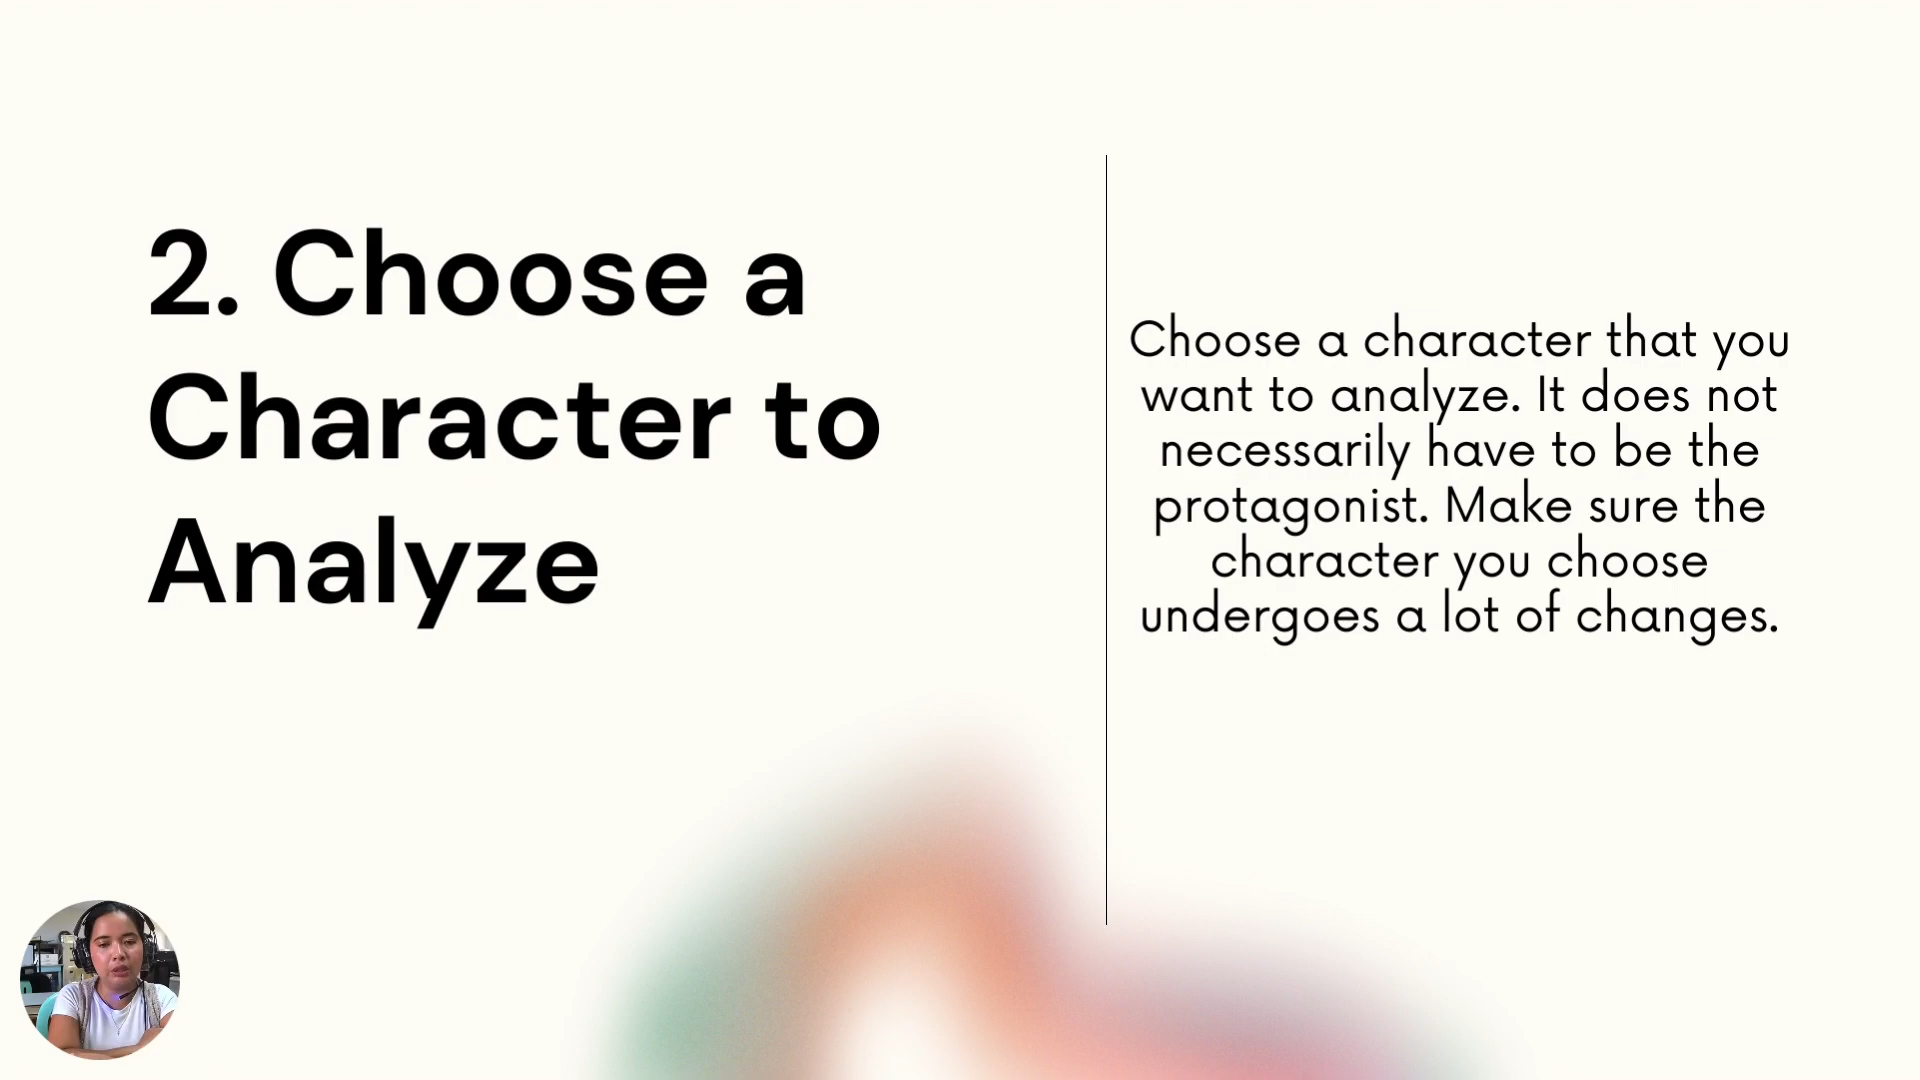 2. Choose a
Character to
Analyze
Choose a character that you
want to analyze. It does not
necessarily have to be the
protagonist. Make sure the
character you choose
undergoes a lot of changes.